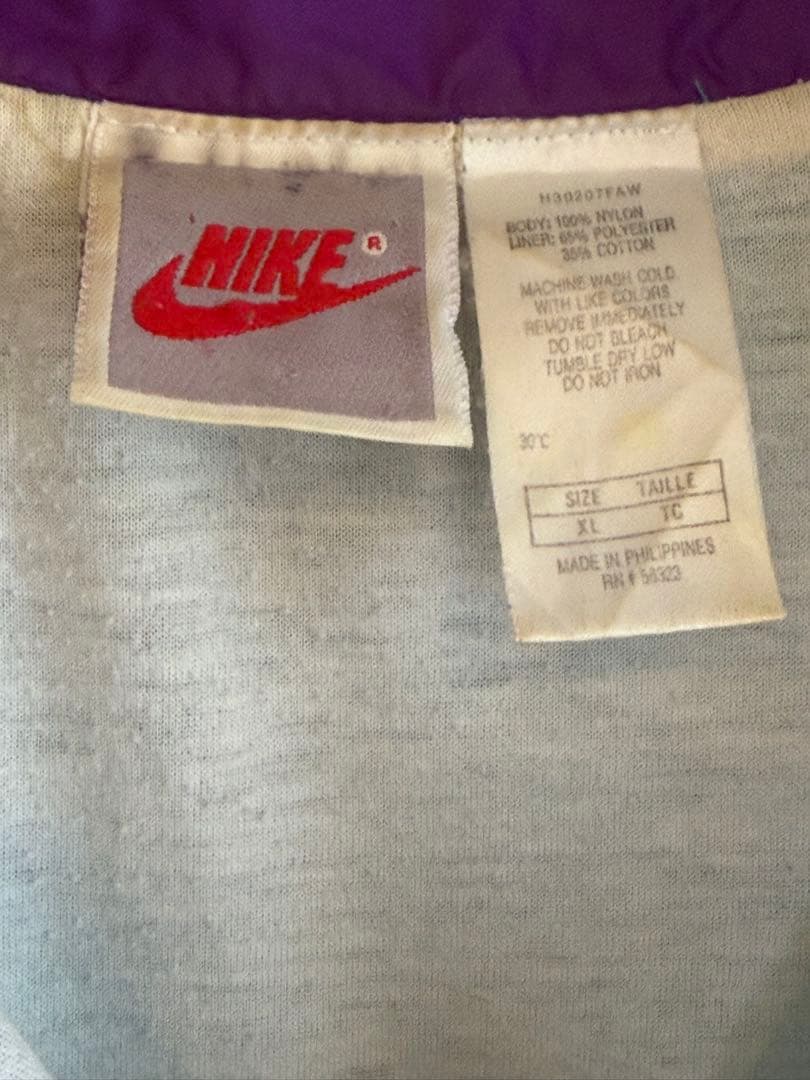 NIKE®
H30207FAW
BODY: 100% NYLON
LINER: 65% POLYESTER
35% COTTON
MACHINE WASH COLD
WITH LIKE COLORS
REMOVE IMMEDIATELY
DO NOT BLEACH
TUMBLE DRY LOW
DO NOT IRON
30°C
SIZE TAILLE
XL TG
MADE IN PHILIPPINES
RN # 56323